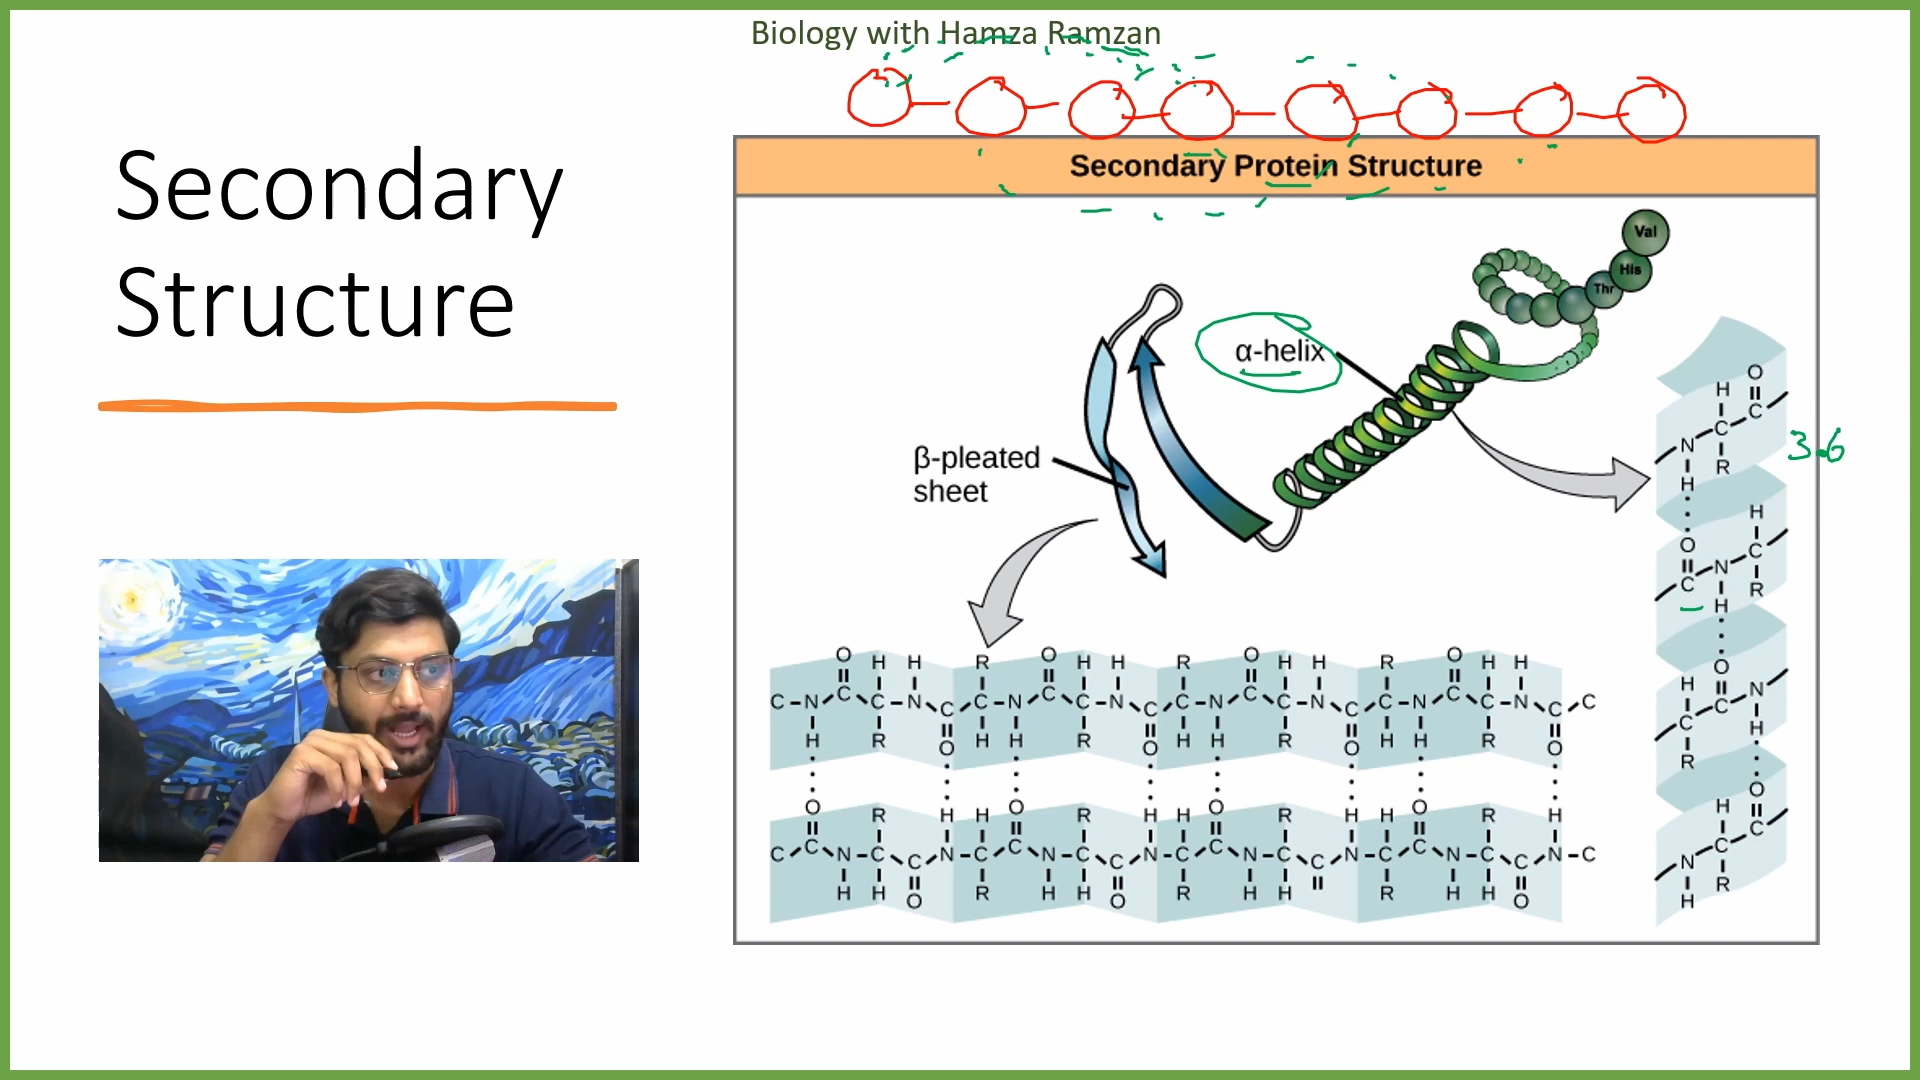 Biology with Hamza Ramzan
Secondary
Structure
Secondary Protein Structure
Val
His
Thr
α-helix
β-pleated
sheet
3.6
O
H
C
C
N
R
H
O
H
C
C
N
R
H
O
H
C
N
C
H
R
O
H
C
C
N
R
H
O H H R O H H R O H H R O H H
C N C C N C C N C C N C C N C C N C C N C C N C C
H R O H H R O H H R O H H R O
O R H H O R H H O R H H O R H
C C N C C N C C N C C N C C N C C N C C N C C N C
H H O R H H O R H H R H H O